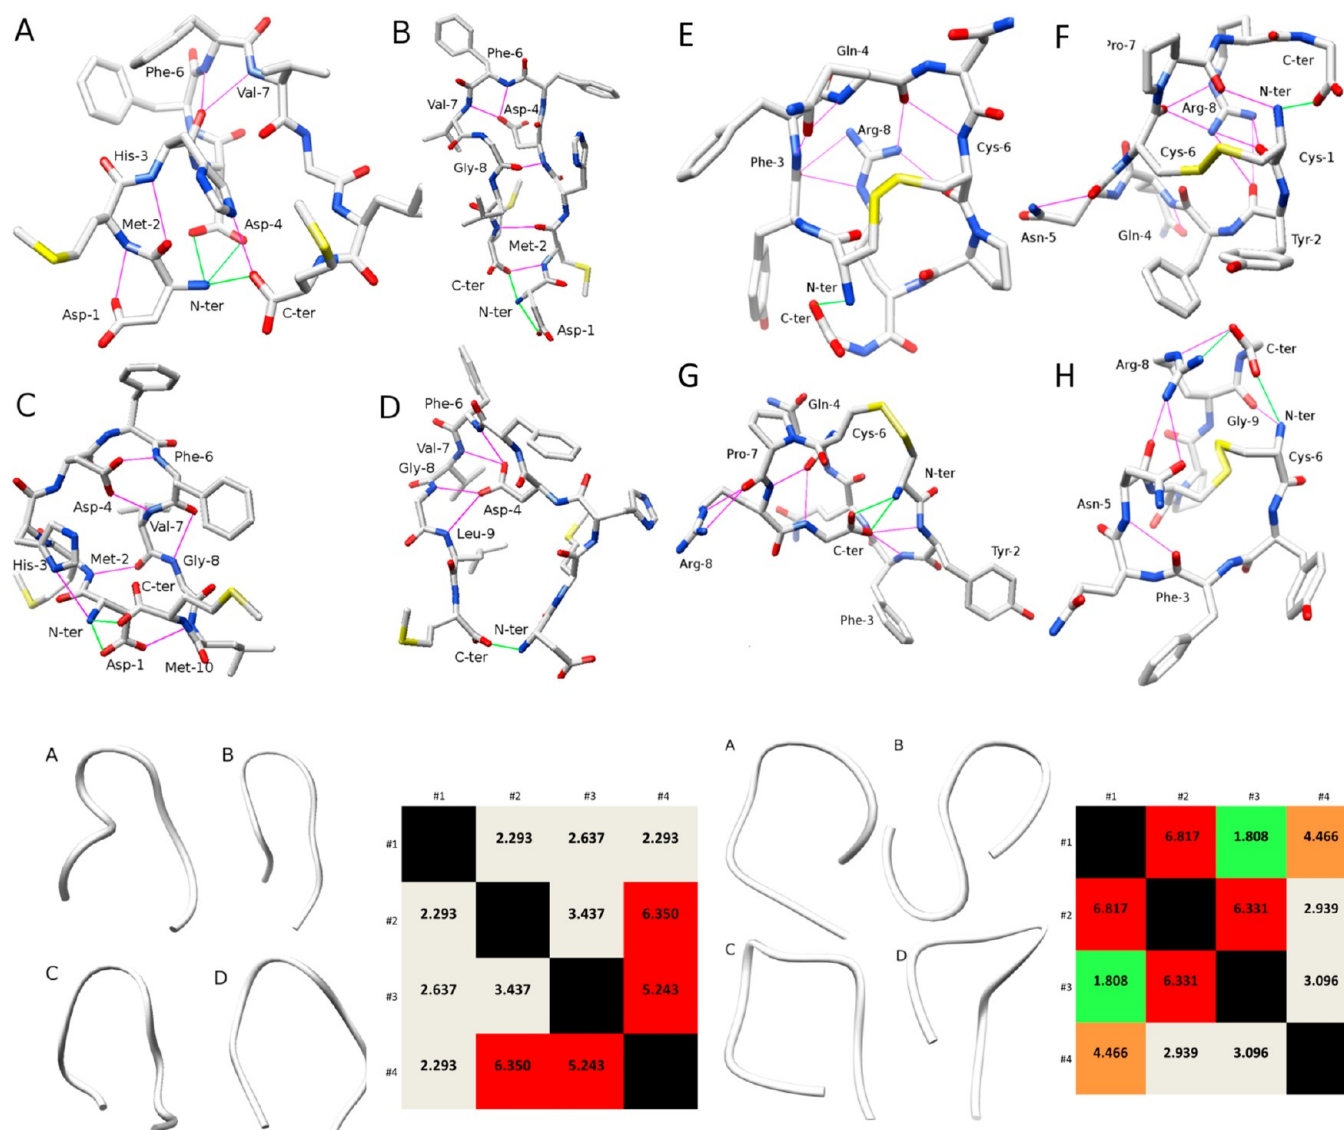 A
Phe-6
Val-7
His-3
Met-2
Asp-4
Asp-1
N-ter
C-ter
B
Phe-6
Val-7
Asp-4
Gly-8
Met-2
C-ter
N-ter
Asp-1
E
Gln-4
Arg-8
Phe-3
Cys-6
N-ter
C-ter
F
Pro-7
C-ter
N-ter
Arg-8
Cys-6
Cys-1
Asn-5
Gln-4
Tyr-2
C
Phe-6
Asp-4
Val-7
His-3
Met-2
Gly-8
C-ter
N-ter
Asp-1
Met-10
D
Phe-6
Val-7
Gly-8
Asp-4
Leu-9
N-ter
C-ter
G
Gln-4
Cys-6
Pro-7
N-ter
Arg-8
C-ter
Tyr-2
Phe-3
H
Arg-8
C-ter
Gly-9
N-ter
Cys-6
Asn-5
Phe-3
A
B
C
D
#1 #2 #3 #4
#1 2.293 2.637 2.293
#2 2.293 3.437 6.350
#3 2.637 3.437 5.243
#4 2.293 6.350 5.243
A
B
C
D
#1 #2 #3 #4
#1 6.817 1.808 4.466
#2 6.817 6.331 2.939
#3 1.808 6.331 3.096
#4 4.466 2.939 3.096